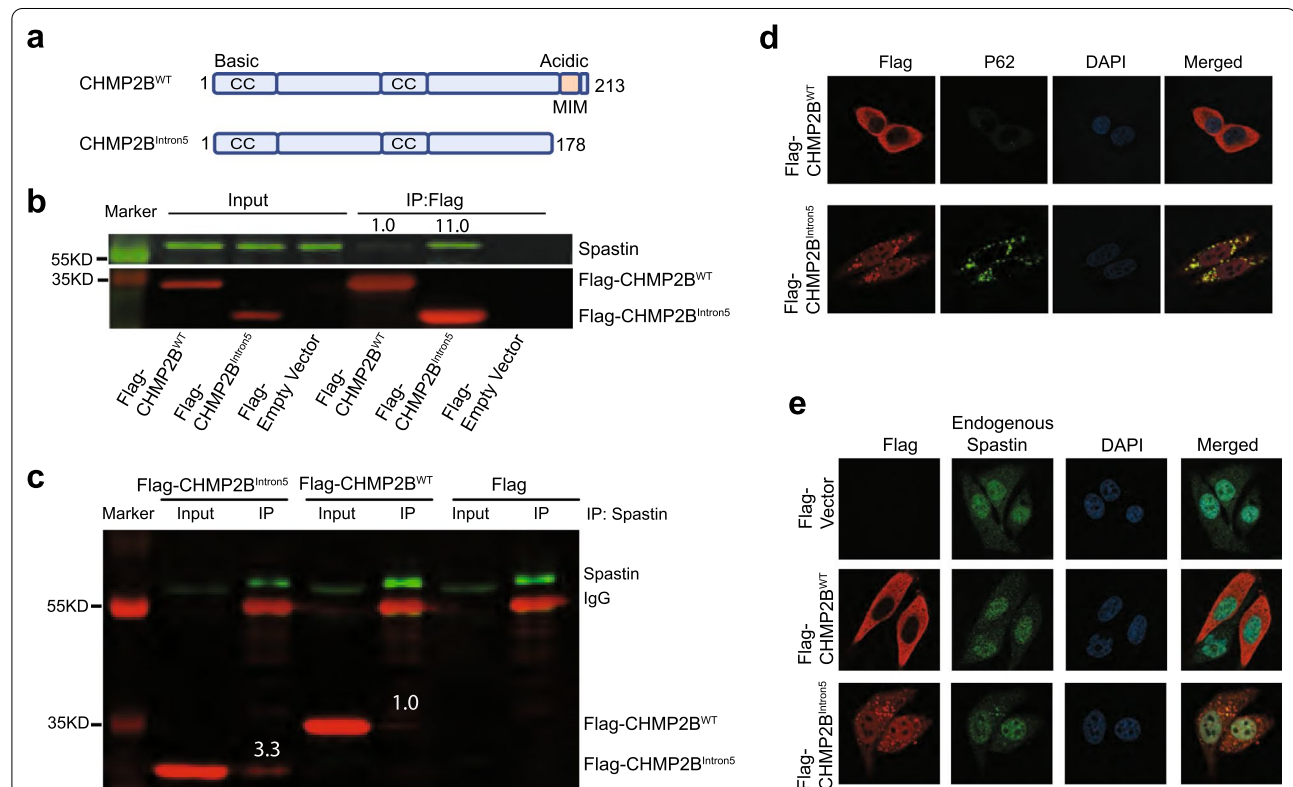 a
Basic Acidic
CHMP2B^WT 1 CC CC 213
MIM
CHMP2B^Intron5 1 CC CC 178
b
Marker Input IP:Flag
1.0 11.0
Spastin
55KD
35KD Flag-CHMP2B^WT
Flag-CHMP2B^Intron5
Flag-
CHMP2B^WT
Flag-
CHMP2B^Intron5
Flag-
Empty Vector
Flag-
CHMP2B^WT
Flag-
CHMP2B^Intron5
Flag-
Empty Vector
c
Flag-CHMP2B^Intron5 Flag-CHMP2B^WT Flag
Marker Input IP Input IP Input IP IP: Spastin
Spastin
IgG
55KD
1.0
35KD Flag-CHMP2B^WT
3.3
Flag-CHMP2B^Intron5
d
Flag P62 DAPI Merged
Flag-
CHMP2B^WT
Flag-
CHMP2B^Intron5
e
Endogenous
Flag Spastin DAPI Merged
Flag-
Vector
Flag-
CHMP2B^WT
Flag-
CHMP2B^Intron5